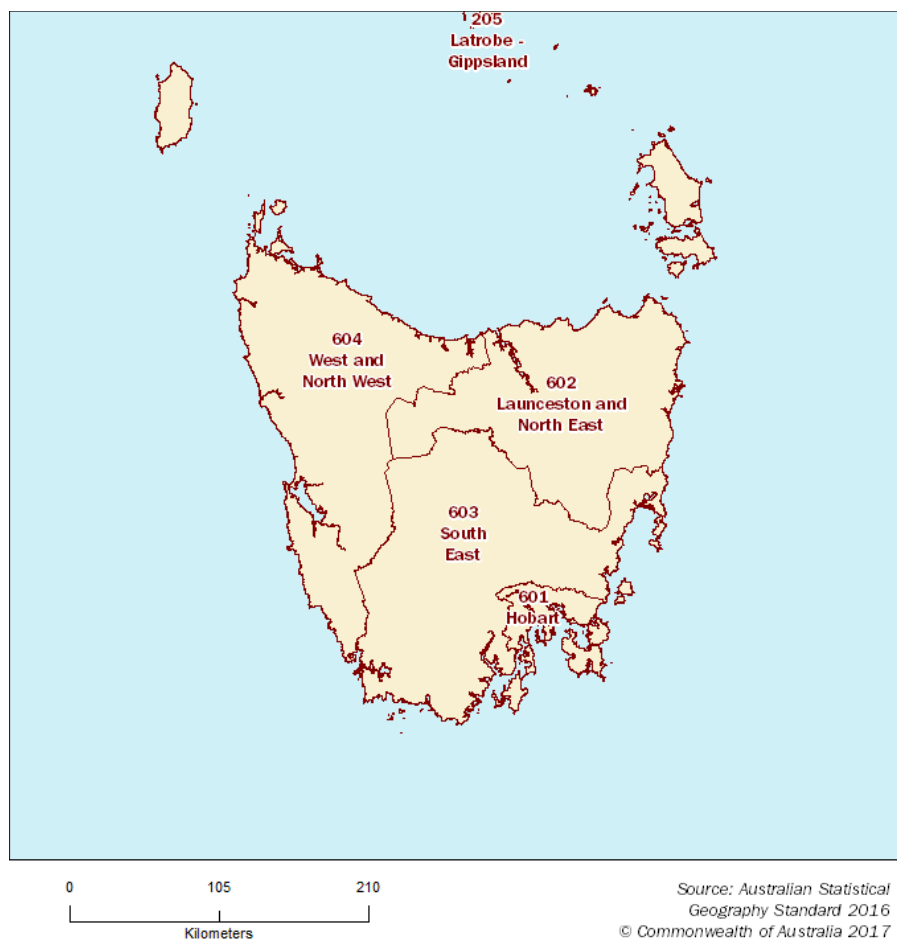 205
Latrobe -
Gippsland
604
West and
North West
602
Launceston and
North East
603
South
East
601
Hobart
0 105 210
Kilometers
Source: Australian Statistical
Geography Standard 2016
© Commonwealth of Australia 2017